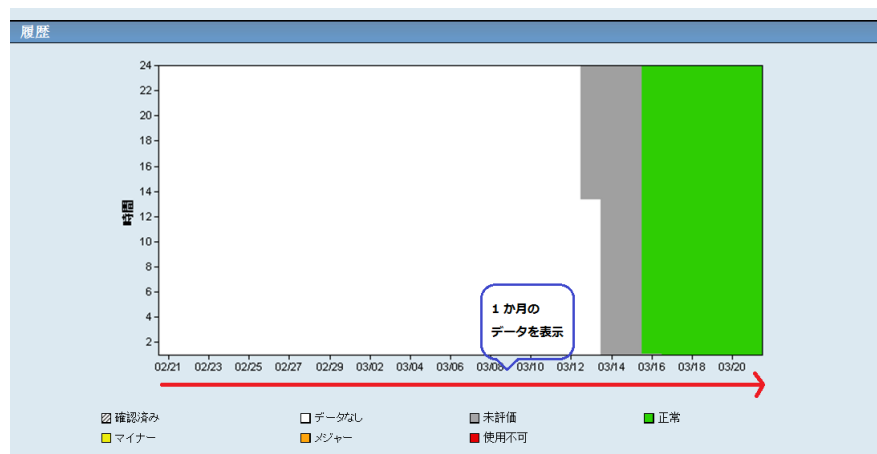 履歴
24
22
20
18
16
14
12
10
8
6
4
2
時間
1 か月の
データを表示
02/21 02/23 02/25 02/27 02/29 03/02 03/04 03/06 03/08 03/10 03/12 03/14 03/16 03/18 03/20
確認済み データなし 未評価 正常
マイナー メジャー 使用不可